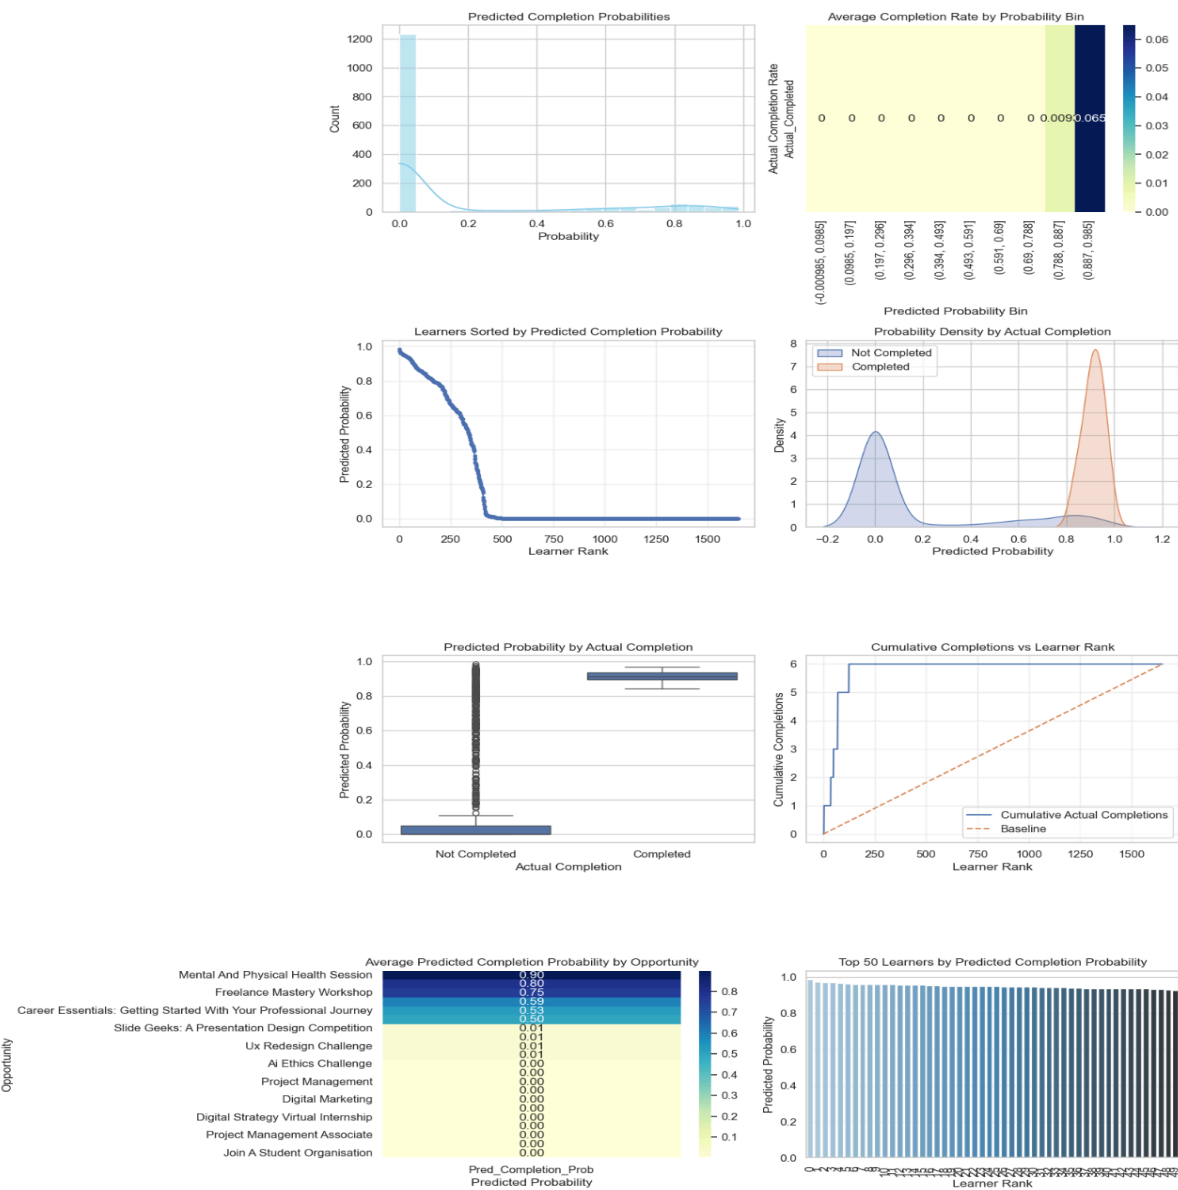 Predicted Completion Probabilities
Count
1200
1000
800
600
400
200
0
0.0 0.2 0.4 0.6 0.8 1.0
Probability
Average Completion Rate by Probability Bin
Actual Completion Rate
Actual_Completed
0 0 0 0 0 0 0 0 0.009 0.065
0.06
0.05
0.04
0.03
0.02
0.01
0.00
(-0.000985, 0.0985]
(0.0985, 0.197]
(0.197, 0.296]
(0.296, 0.394]
(0.394, 0.493]
(0.493, 0.591]
(0.591, 0.69]
(0.69, 0.788]
(0.788, 0.887]
(0.887, 0.985]
Predicted Probability Bin
Learners Sorted by Predicted Completion Probability
Predicted Probability
1.0
0.8
0.6
0.4
0.2
0.0
0 250 500 750 1000 1250 1500
Learner Rank
Probability Density by Actual Completion
Not Completed
Completed
Density
8
7
6
5
4
3
2
1
0
−0.2 0.0 0.2 0.4 0.6 0.8 1.0 1.2
Predicted Probability
Predicted Probability by Actual Completion
Predicted Probability
1.0
0.8
0.6
0.4
0.2
0.0
Not Completed Completed
Actual Completion
Cumulative Completions vs Learner Rank
Cumulative Completions
6
5
4
3
2
1
0
Cumulative Actual Completions
Baseline
0 250 500 750 1000 1250 1500
Learner Rank
Average Predicted Completion Probability by Opportunity
Opportunity
Mental And Physical Health Session
Freelance Mastery Workshop
Career Essentials: Getting Started With Your Professional Journey
Slide Geeks: A Presentation Design Competition
Ux Redesign Challenge
Ai Ethics Challenge
Project Management
Digital Marketing
Digital Strategy Virtual Internship
Project Management Associate
Join A Student Organisation
0.90
0.80
0.75
0.59
0.53
0.50
0.01
0.01
0.01
0.01
0.00
0.00
0.00
0.00
0.00
0.00
0.00
0.00
0.00
0.00
0.00
0.8
0.7
0.6
0.5
0.4
0.3
0.2
0.1
Pred_Completion_Prob
Predicted Probability
Top 50 Learners by Predicted Completion Probability
Predicted Probability
1.0
0.8
0.6
0.4
0.2
0.0
Learner Rank